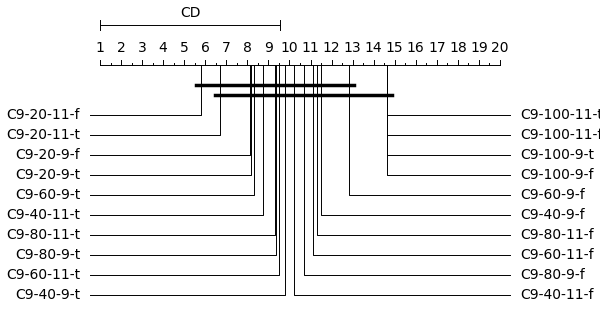 CD
1 2 3 4 5 6 7 8 9 10 11 12 13 14 15 16 17 18 19 20
C9-20-11-f C9-100-11-t
C9-20-11-t C9-100-11-f
C9-20-9-f C9-100-9-t
C9-20-9-t C9-100-9-f
C9-60-9-t C9-60-9-f
C9-40-11-t C9-40-9-f
C9-80-11-t C9-80-11-f
C9-80-9-t C9-60-11-f
C9-60-11-t C9-80-9-f
C9-40-9-t C9-40-11-f